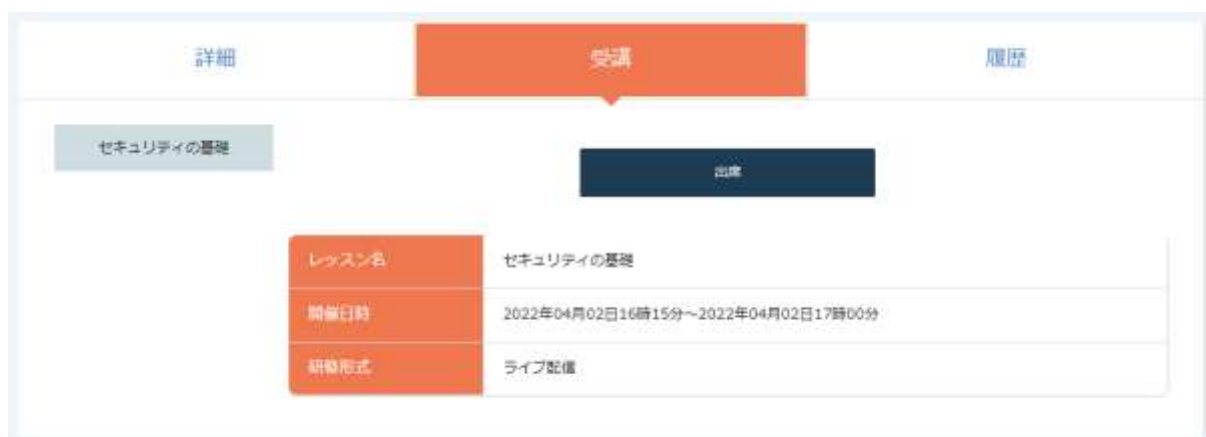 詳細
受講
履歴
セキュリティの基礎
出席
レッスン名
セキュリティの基礎
開催日時
2022年04月02日16時15分～2022年04月02日17時00分
研修形式
ライブ配信